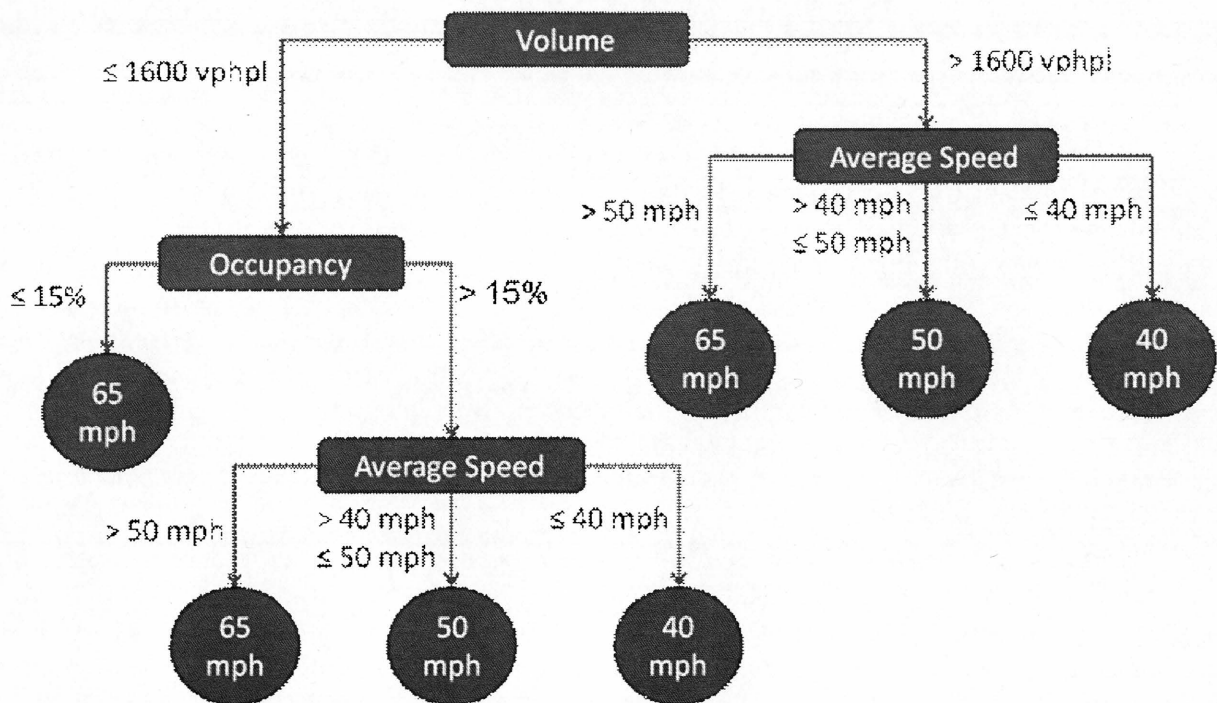 Volume
≤ 1600 vphpl
> 1600 vphpl
Average Speed
> 50 mph
> 40 mph
≤ 50 mph
≤ 40 mph
Occupancy
≤ 15%
> 15%
65
mph
50
mph
40
mph
65
mph
Average Speed
> 50 mph
> 40 mph
≤ 50 mph
≤ 40 mph
65
mph
50
mph
40
mph